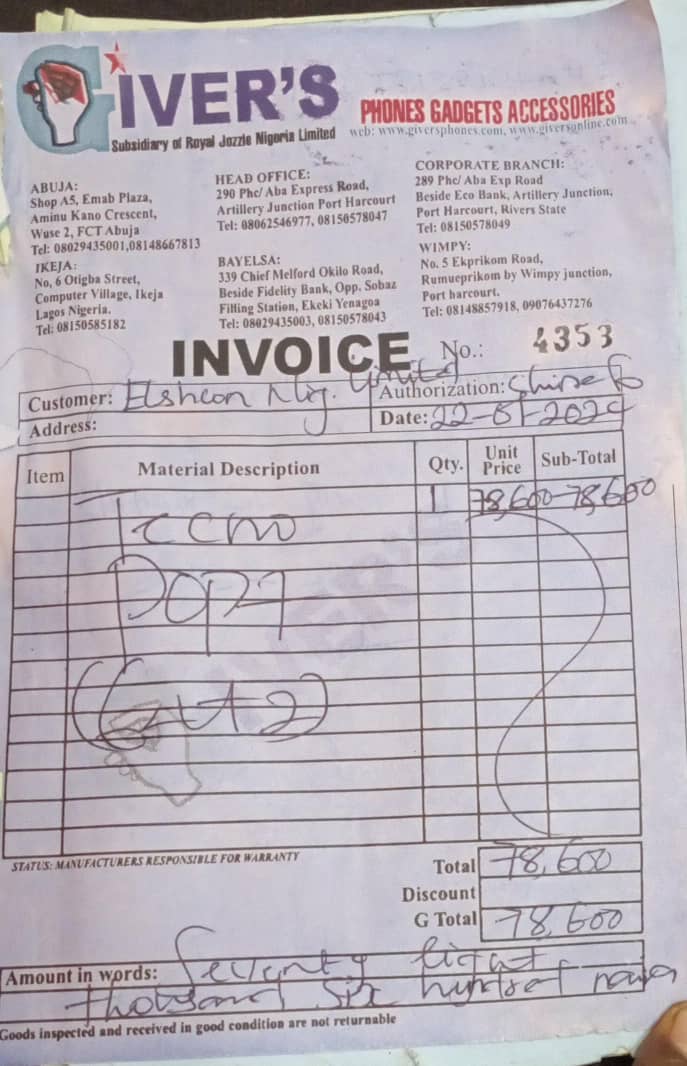 GIVER'S
PHONES GADGETS ACCESSORIES
Subsidiary of Royal Jozzle Nigeria Limited
web: www.giversphones.com, www.giversonline.com
ABUJA:
Shop A5, Emab Plaza,
Aminu Kano Crescent,
Wuse 2, FCT Abuja
Tel: 08029435001,08148667813
HEAD OFFICE:
290 Phc/ Aba Express Road,
Artillery Junction Port Harcourt
Tel: 08062546977, 08150578047
CORPORATE BRANCH:
289 Phc/ Aba Exp Road
Beside Eco Bank, Artillery Junction,
Port Harcourt, Rivers State
Tel: 08150578049
IKEJA:
No, 6 Otigba Street,
Computer Village, Ikeja
Lagos Nigeria.
Tel: 08150585182
BAYELSA:
339 Chief Melford Okilo Road,
Beside Fidelity Bank, Opp. Sobaz
Filling Station, Ekeki Yenagoa
Tel: 08029435003, 08150578043
WIMPY:
No. 5 Ekprikom Road,
Rumueprikom by Wimpy junction,
Port harcourt.
Tel: 08148857918, 09076437276
INVOICE No.: 4353
Customer: Elshcon Nig. Limited
Authorization:
Address:
Date: 22-01-2024
Item Material Description Qty. Unit Price Sub-Total
Tecno 1 78,600 78,600
Pop7
GIVER'S
STATUS: MANUFACTURERS RESPONSIBLE FOR WARRANTY
Total 78,600
Discount
G Total 78,600
Amount in words: Seventy Eight
thousand six hundred naira
Goods inspected and received in good condition are not returnable